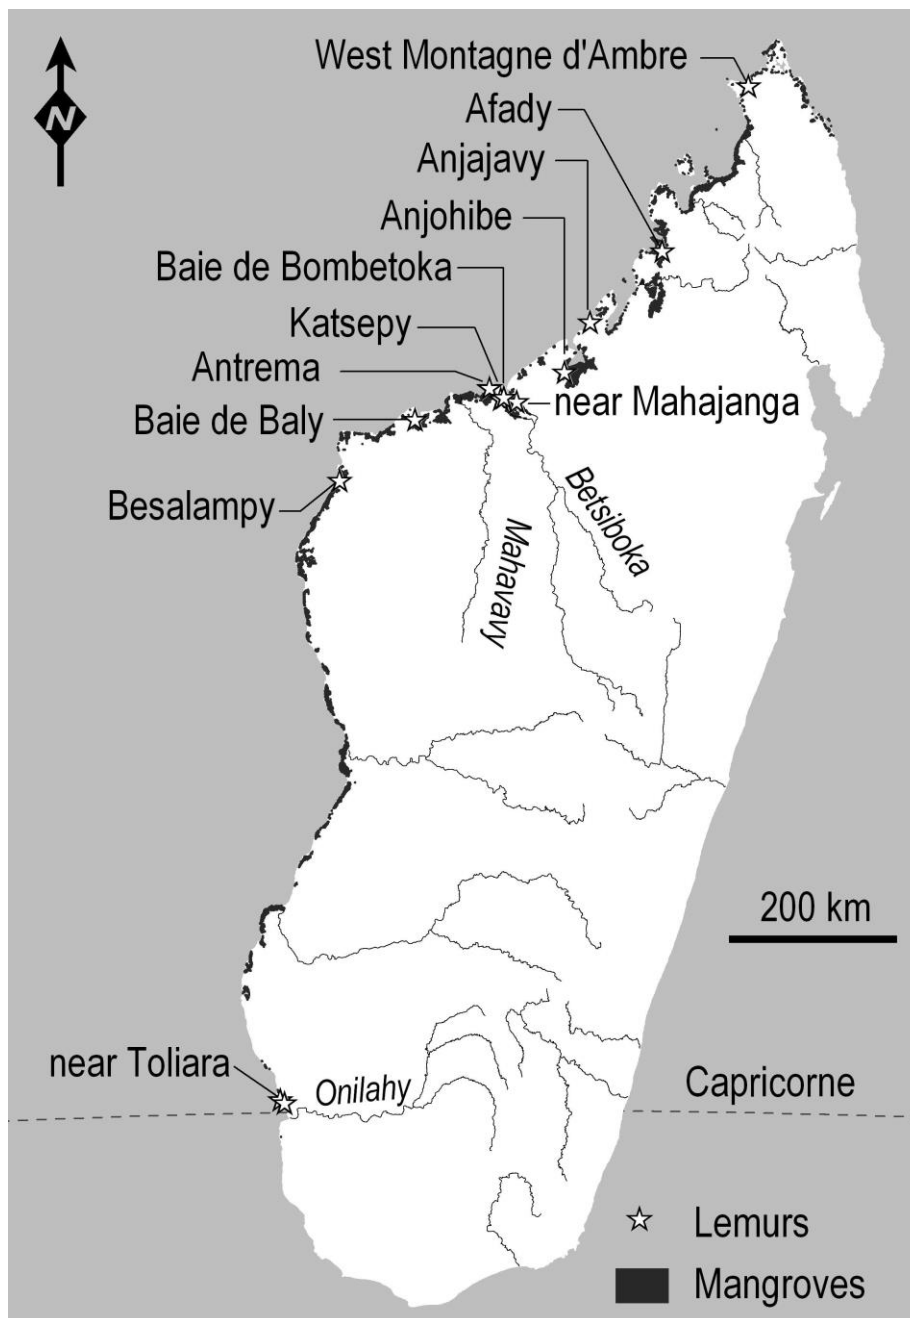 West Montagne d'Ambre
N
Afady
Anjajavy
Anjohibe
Baie de Bombetoka
Katsepy
Antrema
near Mahajanga
Baie de Baly
Besalampy
Betsiboka
Mahavavy
200 km
near Toliara
Onilahy
Capricorne
Lemurs
Mangroves